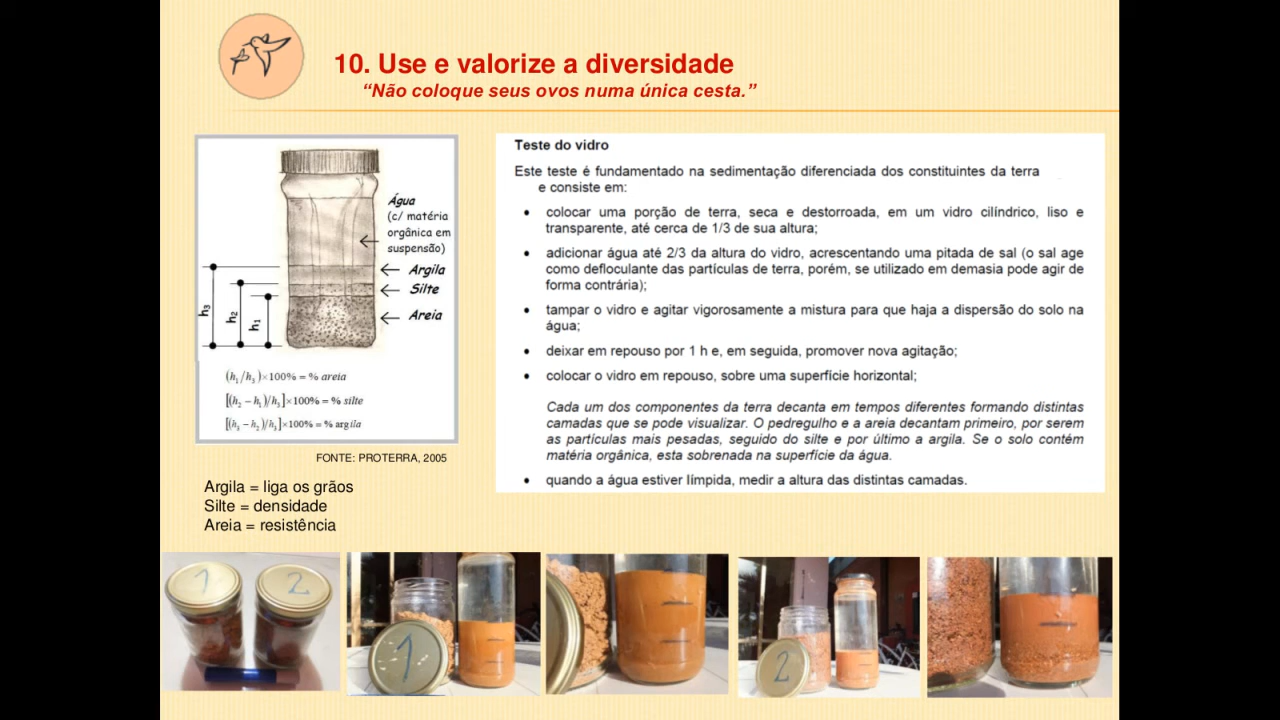 10. Use e valorize a diversidade
“Não coloque seus ovos numa única cesta.”
Água
(c/ matéria
orgânica em
suspensão)
Argila
Silte
Areia
h3
h2
h1
(h1/h3)×100% = % areia
[(h2 – h1)/h3]×100% = % silte
[(h3 – h2)/h3]×100% = % argila
FONTE: PROTERRA, 2005
Argila = liga os grãos
Silte = densidade
Areia = resistência
Teste do vidro
Este teste é fundamentado na sedimentação diferenciada dos constituintes da terra
e consiste em:
• colocar uma porção de terra, seca e destorroada, em um vidro cilíndrico, liso e
transparente, até cerca de 1/3 de sua altura;
• adicionar água até 2/3 da altura do vidro, acrescentando uma pitada de sal (o sal age
como defloculante das partículas de terra, porém, se utilizado em demasia pode agir de
forma contrária);
• tampar o vidro e agitar vigorosamente a mistura para que haja a dispersão do solo na
água;
• deixar em repouso por 1 h e, em seguida, promover nova agitação;
• colocar o vidro em repouso, sobre uma superfície horizontal;
Cada um dos componentes da terra decanta em tempos diferentes formando distintas
camadas que se pode visualizar. O pedregulho e a areia decantam primeiro, por serem
as partículas mais pesadas, seguido do silte e por último a argila. Se o solo contém
matéria orgânica, esta sobrenada na superfície da água.
• quando a água estiver límpida, medir a altura das distintas camadas.
1
2
1
2